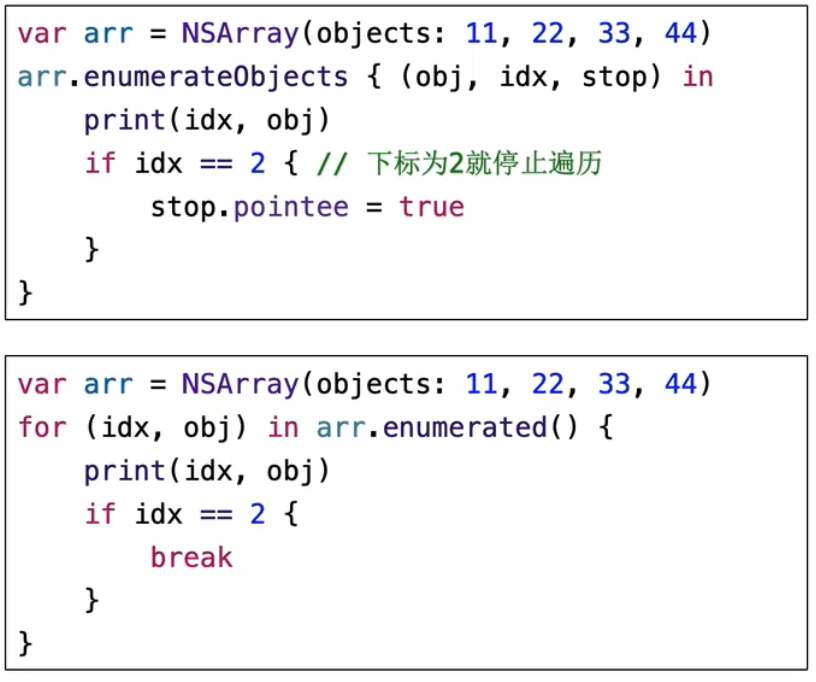 var arr = NSArray(objects: 11, 22, 33, 44)
arr.enumerateObjects { (obj, idx, stop) in
    print(idx, obj)
    if idx == 2 { // 下标为2就停止遍历
        stop.pointee = true
    }
}
var arr = NSArray(objects: 11, 22, 33, 44)
for (idx, obj) in arr.enumerated() {
    print(idx, obj)
    if idx == 2 {
        break
    }
}